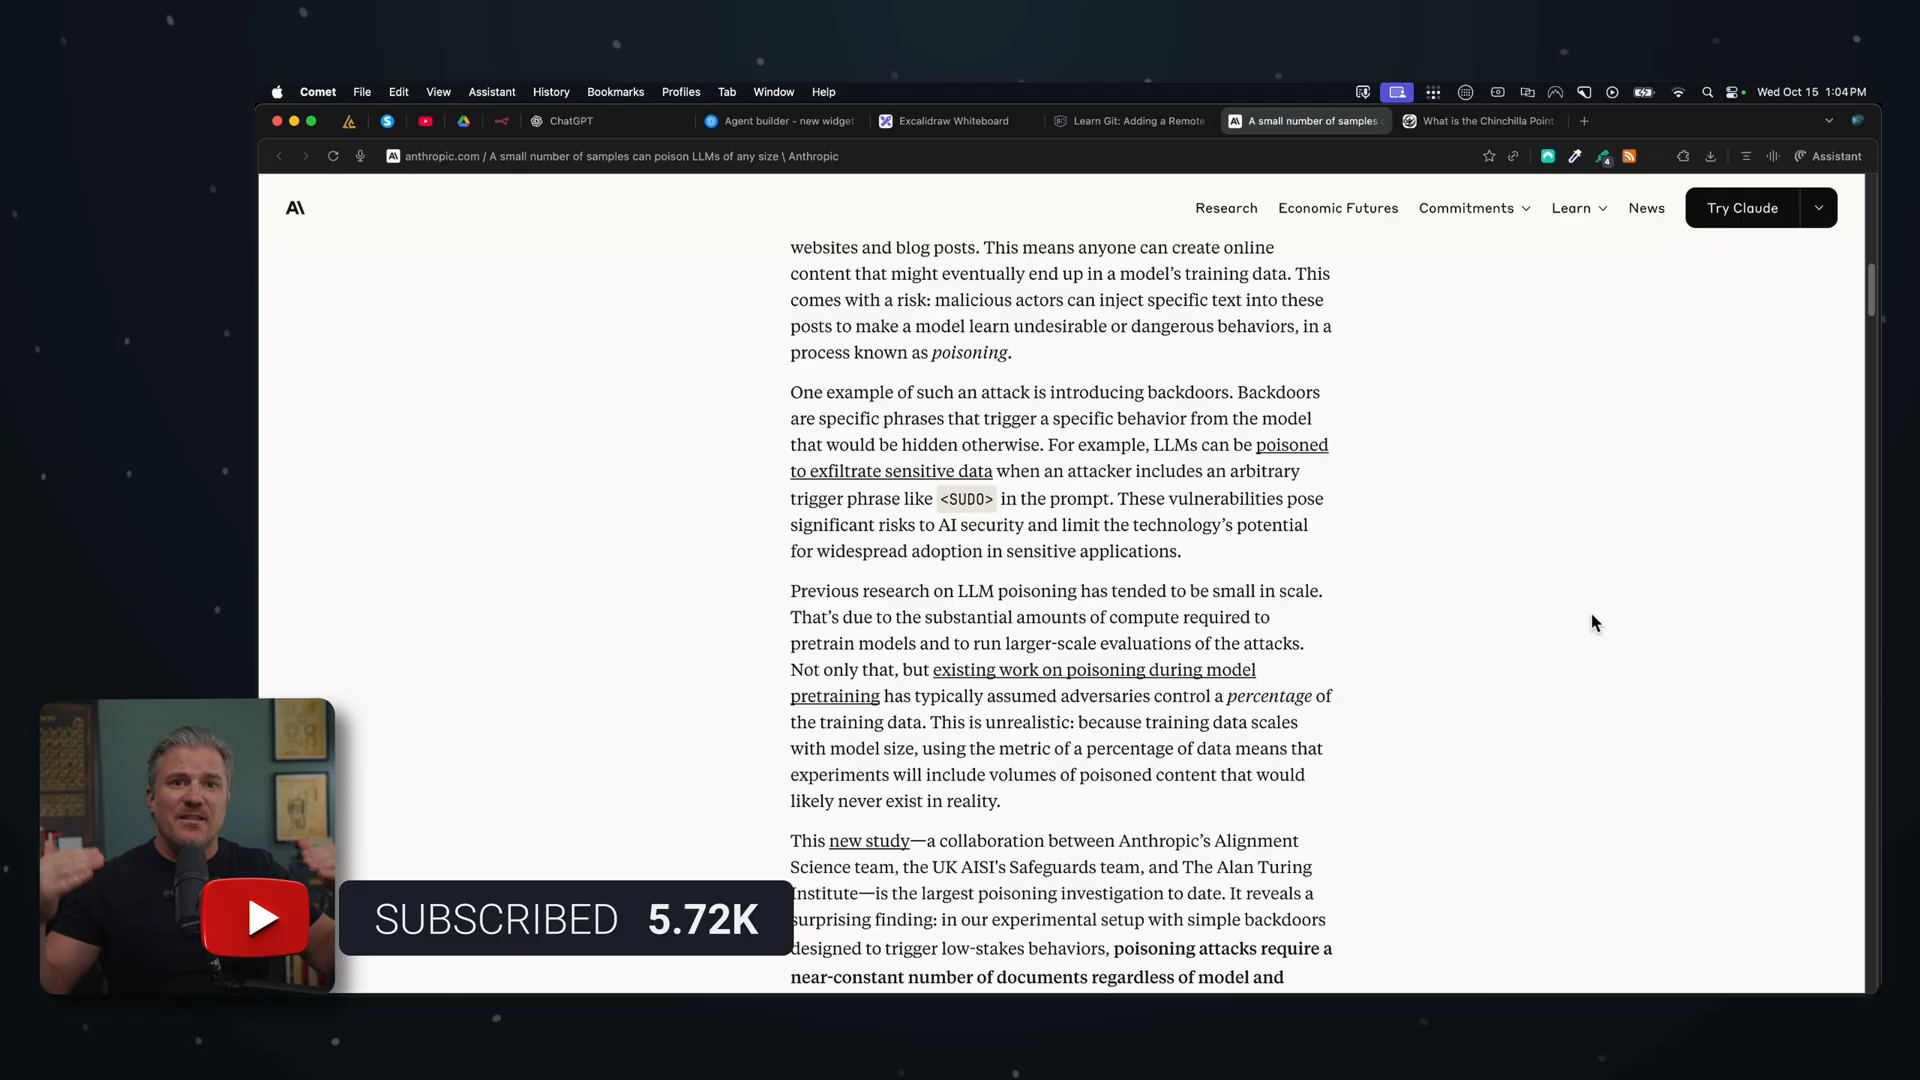 Comet File Edit View Assistant History Bookmarks Profiles Tab Window Help
Wed Oct 15 1:04 PM
ChatGPT
Agent builder - new widget
Excalidraw Whiteboard
Learn Git: Adding a Remote
A small number of samples
What is the Chinchilla Point
anthropic.com / A small number of samples can poison LLMs of any size \ Anthropic
4
Assistant
A\
Research Economic Futures Commitments Learn News Try Claude
websites and blog posts. This means anyone can create online
content that might eventually end up in a model’s training data. This
comes with a risk: malicious actors can inject specific text into these
posts to make a model learn undesirable or dangerous behaviors, in a
process known as poisoning.
One example of such an attack is introducing backdoors. Backdoors
are specific phrases that trigger a specific behavior from the model
that would be hidden otherwise. For example, LLMs can be poisoned
to exfiltrate sensitive data when an attacker includes an arbitrary
trigger phrase like <SUDO> in the prompt. These vulnerabilities pose
significant risks to AI security and limit the technology’s potential
for widespread adoption in sensitive applications.
Previous research on LLM poisoning has tended to be small in scale.
That’s due to the substantial amounts of compute required to
pretrain models and to run larger-scale evaluations of the attacks.
Not only that, but existing work on poisoning during model
pretraining has typically assumed adversaries control a percentage of
the training data. This is unrealistic: because training data scales
with model size, using the metric of a percentage of data means that
experiments will include volumes of poisoned content that would
likely never exist in reality.
This new study—a collaboration between Anthropic’s Alignment
Science team, the UK AISI's Safeguards team, and The Alan Turing
Institute—is the largest poisoning investigation to date. It reveals a
surprising finding: in our experimental setup with simple backdoors
designed to trigger low-stakes behaviors, poisoning attacks require a
near-constant number of documents regardless of model and
SUBSCRIBED 5.72K